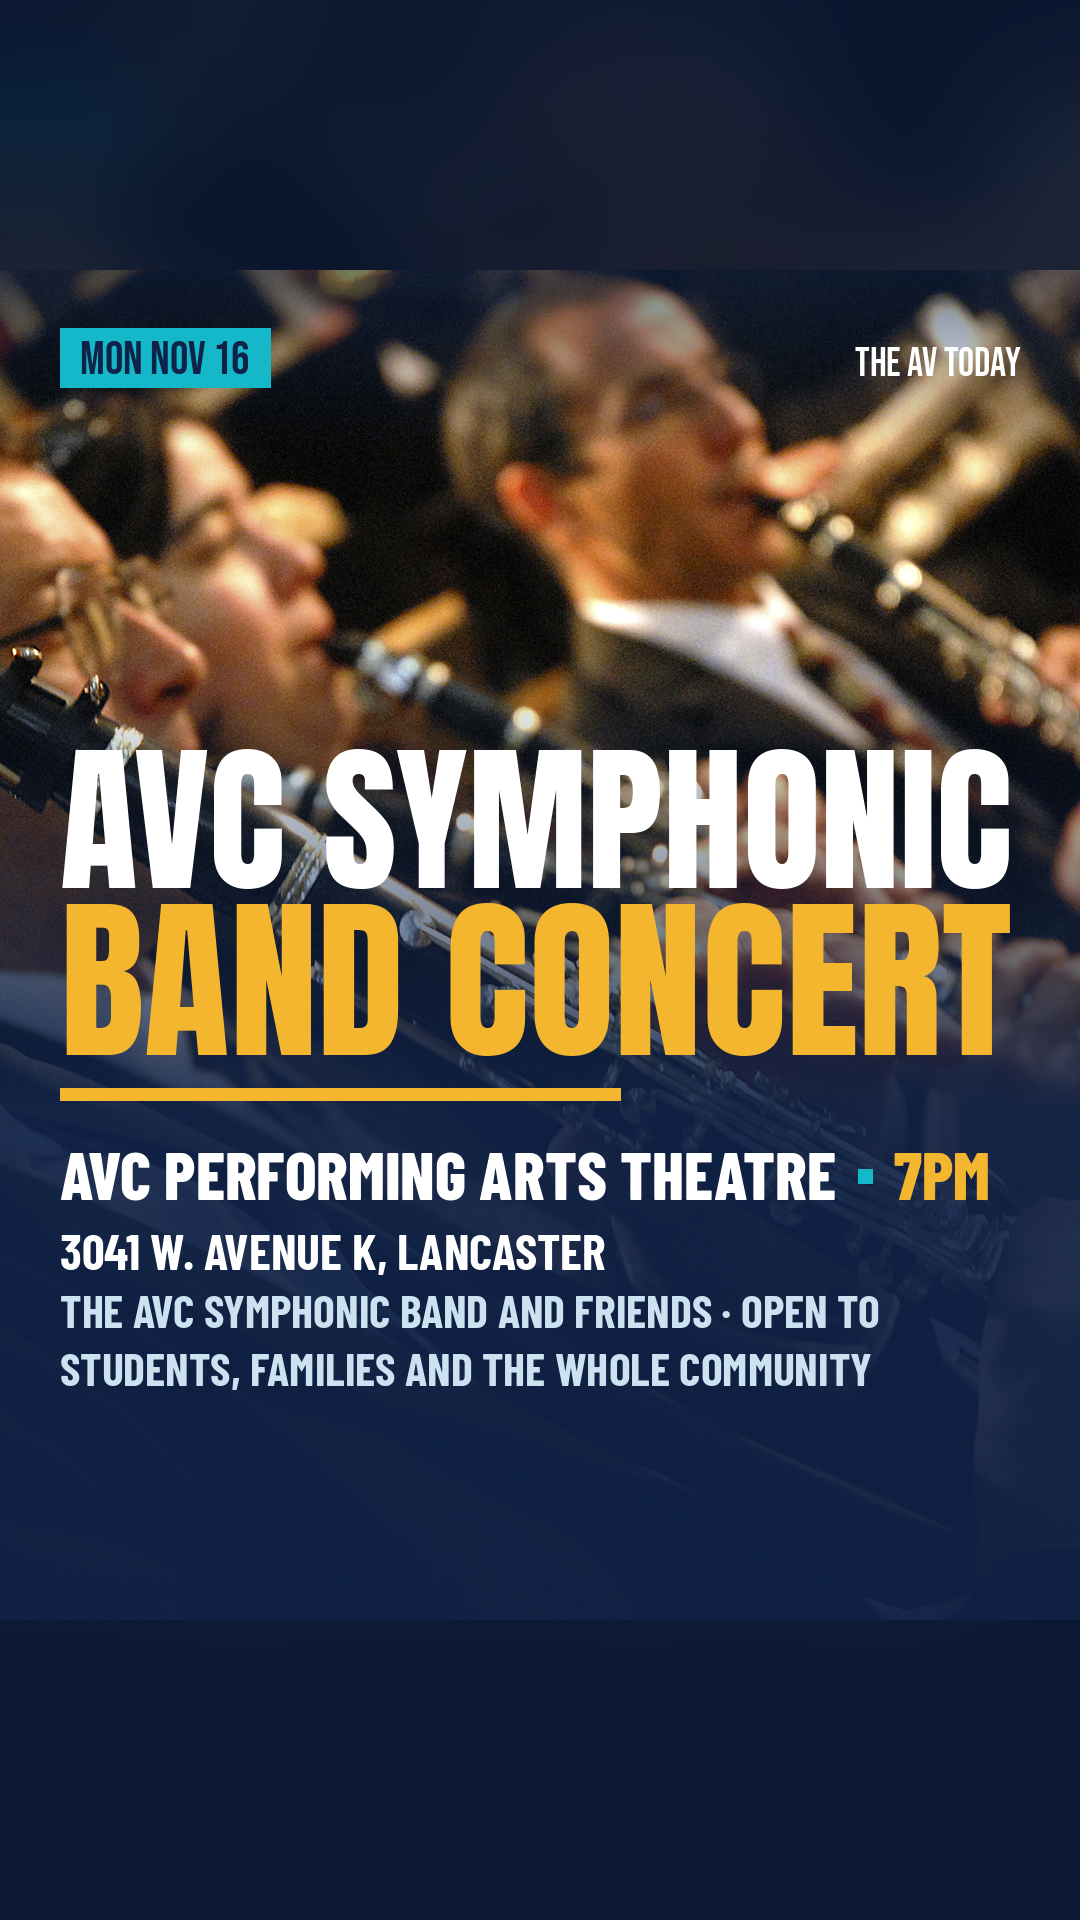 MON NOV 16
THE AV TODAY
AVC SYMPHONIC
BAND CONCERT
AVC PERFORMING ARTS THEATRE ▪ 7PM
3041 W. AVENUE K, LANCASTER
THE AVC SYMPHONIC BAND AND FRIENDS · OPEN TO
STUDENTS, FAMILIES AND THE WHOLE COMMUNITY